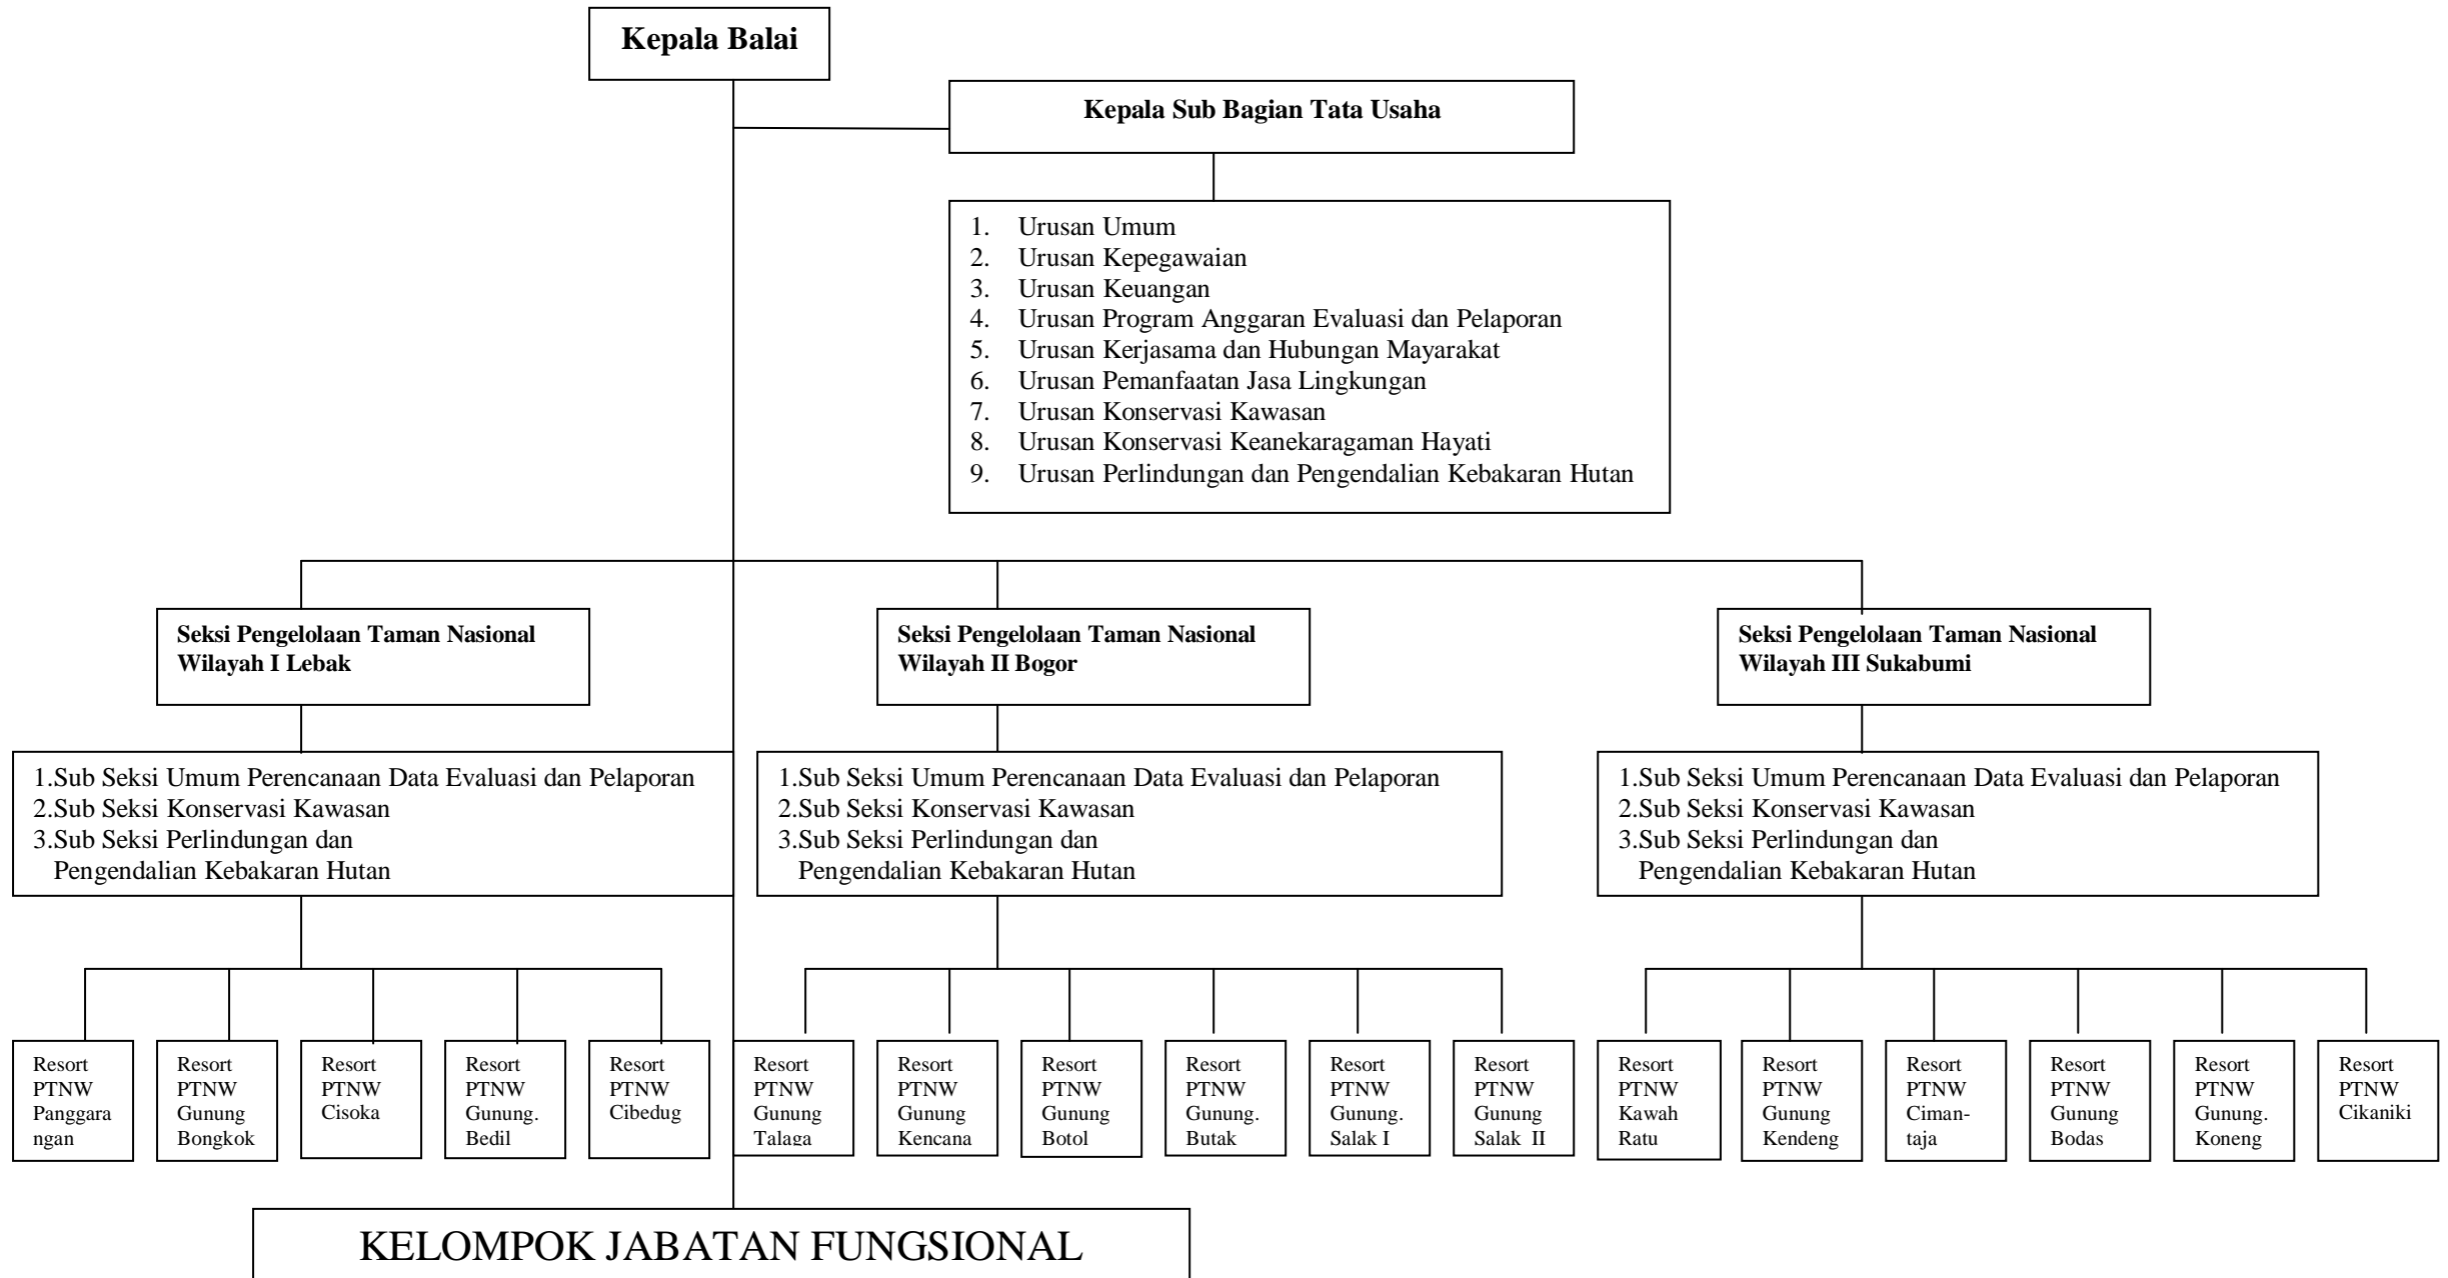 Kepala Balai
Kepala Sub Bagian Tata Usaha
1. Urusan Umum
2. Urusan Kepegawaian
3. Urusan Keuangan
4. Urusan Program Anggaran Evaluasi dan Pelaporan
5. Urusan Kerjasama dan Hubungan Mayarakat
6. Urusan Pemanfaatan Jasa Lingkungan
7. Urusan Konservasi Kawasan
8. Urusan Konservasi Keanekaragaman Hayati
9. Urusan Perlindungan dan Pengendalian Kebakaran Hutan
Seksi Pengelolaan Taman Nasional
Wilayah I Lebak
Seksi Pengelolaan Taman Nasional
Wilayah II Bogor
Seksi Pengelolaan Taman Nasional
Wilayah III Sukabumi
1.Sub Seksi Umum Perencanaan Data Evaluasi dan Pelaporan
2.Sub Seksi Konservasi Kawasan
3.Sub Seksi Perlindungan dan
Pengendalian Kebakaran Hutan
1.Sub Seksi Umum Perencanaan Data Evaluasi dan Pelaporan
2.Sub Seksi Konservasi Kawasan
3.Sub Seksi Perlindungan dan
Pengendalian Kebakaran Hutan
1.Sub Seksi Umum Perencanaan Data Evaluasi dan Pelaporan
2.Sub Seksi Konservasi Kawasan
3.Sub Seksi Perlindungan dan
Pengendalian Kebakaran Hutan
Resort
PTNW
Panggara
ngan
Resort
PTNW
Gunung
Bongkok
Resort
PTNW
Cisoka
Resort
PTNW
Gunung.
Bedil
Resort
PTNW
Cibedug
Resort
PTNW
Gunung
Talaga
Resort
PTNW
Gunung
Kencana
Resort
PTNW
Gunung
Botol
Resort
PTNW
Gunung.
Butak
Resort
PTNW
Gunung.
Salak I
Resort
PTNW
Gunung
Salak II
Resort
PTNW
Kawah
Ratu
Resort
PTNW
Gunung
Kendeng
Resort
PTNW
Ciman-
taja
Resort
PTNW
Gunung
Bodas
Resort
PTNW
Gunung.
Koneng
Resort
PTNW
Cikaniki
KELOMPOK JABATAN FUNGSIONAL